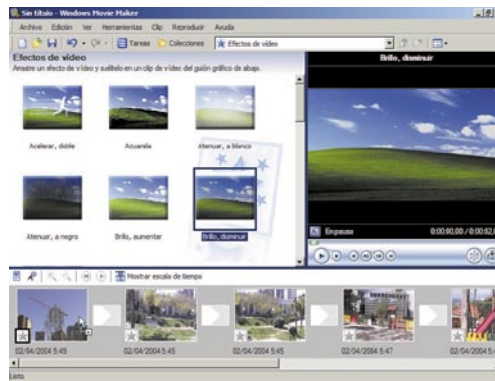 Sin título - Windows Movie Maker
Archivo Edición Ver Herramientas Clip Reproducir Ayuda
Tareas Colecciones Efectos de vídeo
Efectos de vídeo
Arrastre un efecto de vídeo y suéltelo en un clip de vídeo del guión gráfico de abajo.
Brillo, disminuir
Acelerar, doble
Acuarela
Atenuar, a blanco
Atenuar, a negro
Brillo, aumentar
Brillo, disminuir
En pausa
0:00:00,00 / 0:00:02,
Mostrar escala de tiempo
02/04/2004 5:45
02/04/2004 5:45
02/04/2004 5:45
02/04/2004 5:47
02/04/2004 5:
Listo